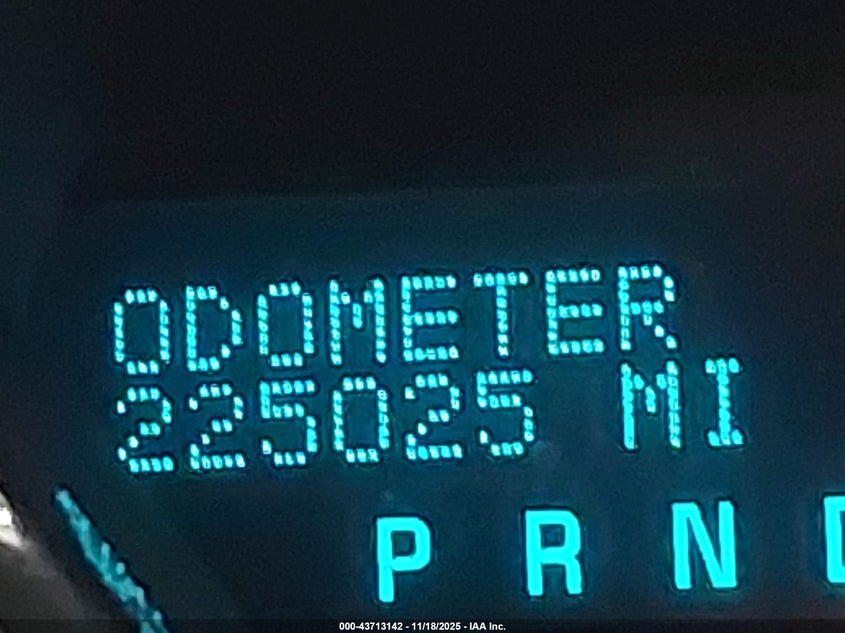 ODOMETER
225025 MI
P R N D
000-43713142 - 11/18/2025 - IAA Inc.